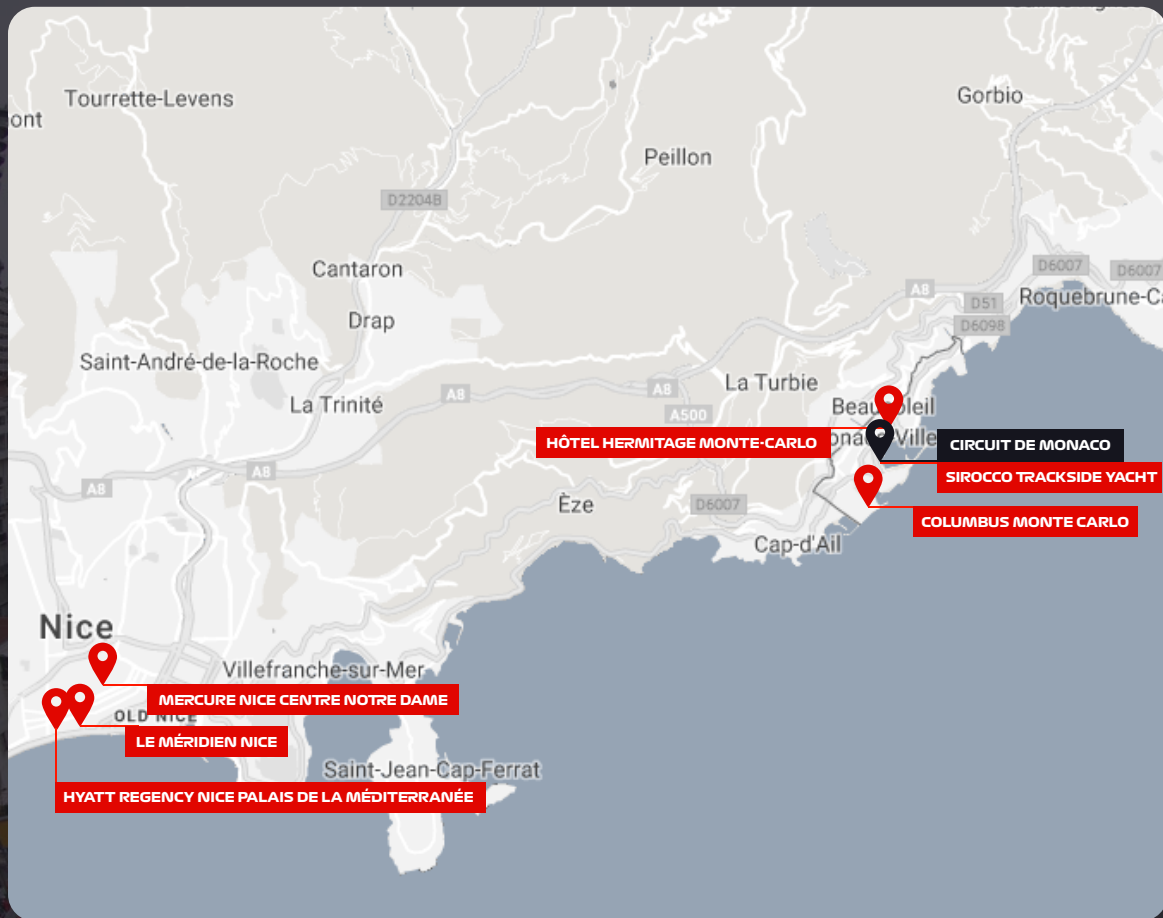 Tourrette-Levens
Gorbio
ont
Peillon
D2204B
Cantaron
D6007
D6007
A8
Roquebrune-Ca
D51
Drap
D6098
Saint-André-de-la-Roche
La Turbie
A8
A8
La Trinité
Beausoleil
A500
HÔTEL HERMITAGE MONTE-CARLO
onaco-Ville
CIRCUIT DE MONACO
A8
SIROCCO TRACKSIDE YACHT
A8
Èze
D6007
COLUMBUS MONTE CARLO
Cap-d'Ail
Nice
Villefranche-sur-Mer
MERCURE NICE CENTRE NOTRE DAME
OLD NICE
LE MÉRIDIEN NICE
Saint-Jean-Cap-Ferrat
HYATT REGENCY NICE PALAIS DE LA MÉDITERRANÉE